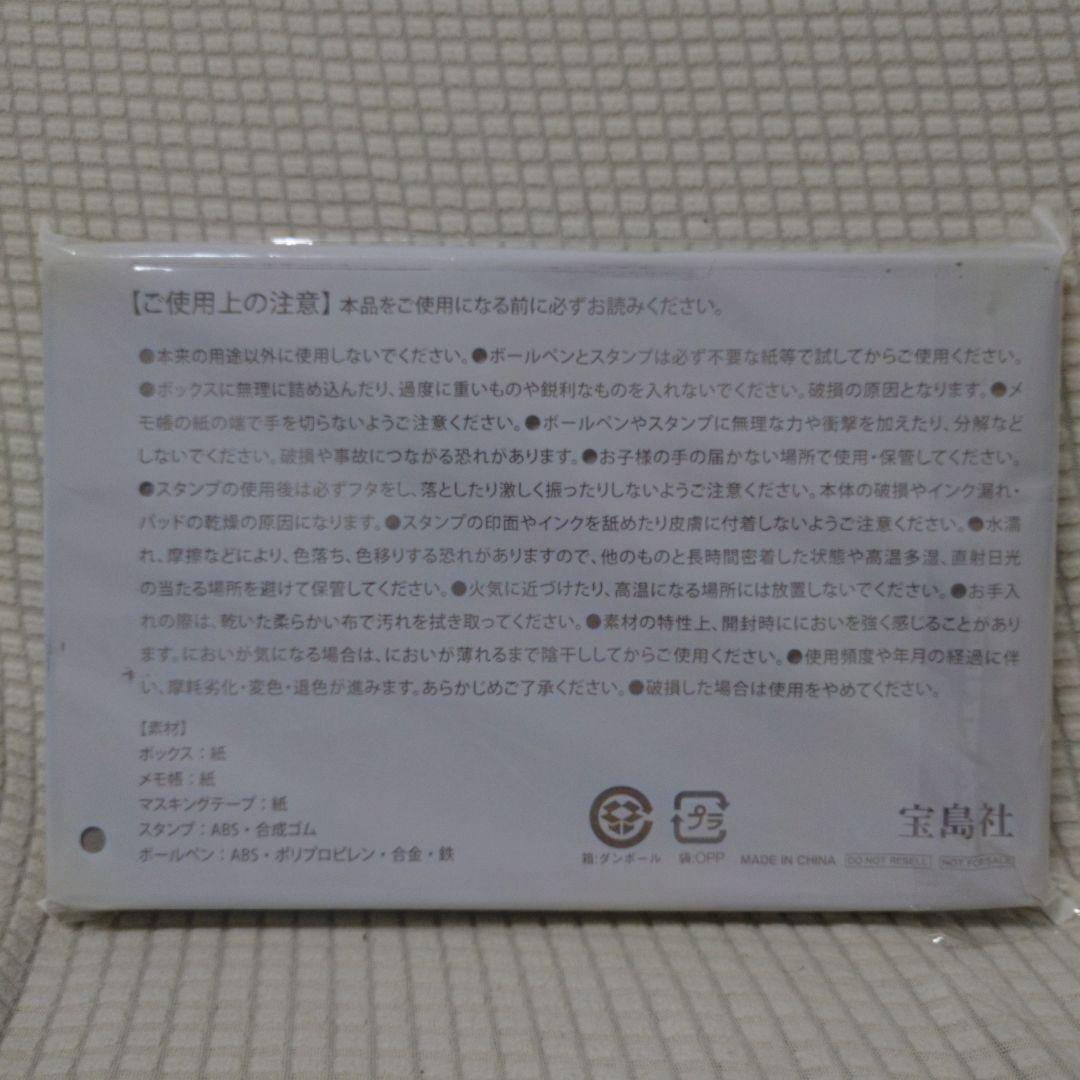 【ご使用上の注意】本品をご使用になる前に必ずお読みください。
●本来の用途以外に使用しないでください。●ボールペンとスタンプは必ず不要な紙等で試してからご使用ください。
●ボックスに無理に詰め込んだり、過度に重いものや鋭利なものを入れないでください。破損の原因となります。●メ
モ帳の紙の端で手を切らないようご注意ください。●ボールペンやスタンプに無理な力や衝撃を加えたり、分解など
しないでください。破損や事故につながる恐れがあります。●お子様の手の届かない場所で使用・保管してください。
●スタンプの使用後は必ずフタをし、落としたり激しく振ったりしないようご注意ください。本体の破損やインク漏れ・
パッドの乾燥の原因になります。●スタンプの印面やインクを舐めたり皮膚に付着しないようご注意ください。●水濡
れ、摩擦などにより、色落ち、色移りする恐れがありますので、他のものと長時間密着した状態や高温多湿、直射日光
の当たる場所を避けて保管してください。●火気に近づけたり、高温になる場所には放置しないでください。●お手入
れの際は、乾いた柔らかい布で汚れを拭き取ってください。●素材の特性上、開封時ににおいを強く感じることがあり
ます。においが気になる場合は、においが薄れるまで陰干ししてからご使用ください。●使用頻度や年月の経過に伴
い、摩耗劣化・変色・退色が進みます。あらかじめご了承ください。●破損した場合は使用をやめてください。
【素材】
ボックス：紙
メモ帳：紙
マスキングテープ：紙
スタンプ：ABS・合成ゴム
ボールペン：ABS・ポリプロピレン・合金・鉄
プラ
箱：ダンボール 袋：OPP MADE IN CHINA DO NOT RESELL NOT FOR SALE
宝島社